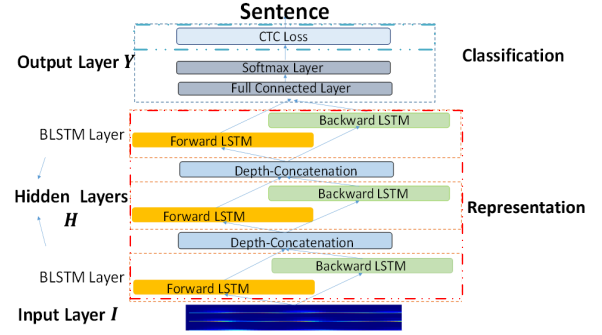 Sentence
CTC Loss
Output Layer Y
Classification
Softmax Layer
Full Connected Layer
Backward LSTM
BLSTM Layer
Forward LSTM
Depth-Concatenation
Backward LSTM
Hidden Layers
H
Forward LSTM
Representation
Depth-Concatenation
Backward LSTM
BLSTM Layer
Forward LSTM
Input Layer I